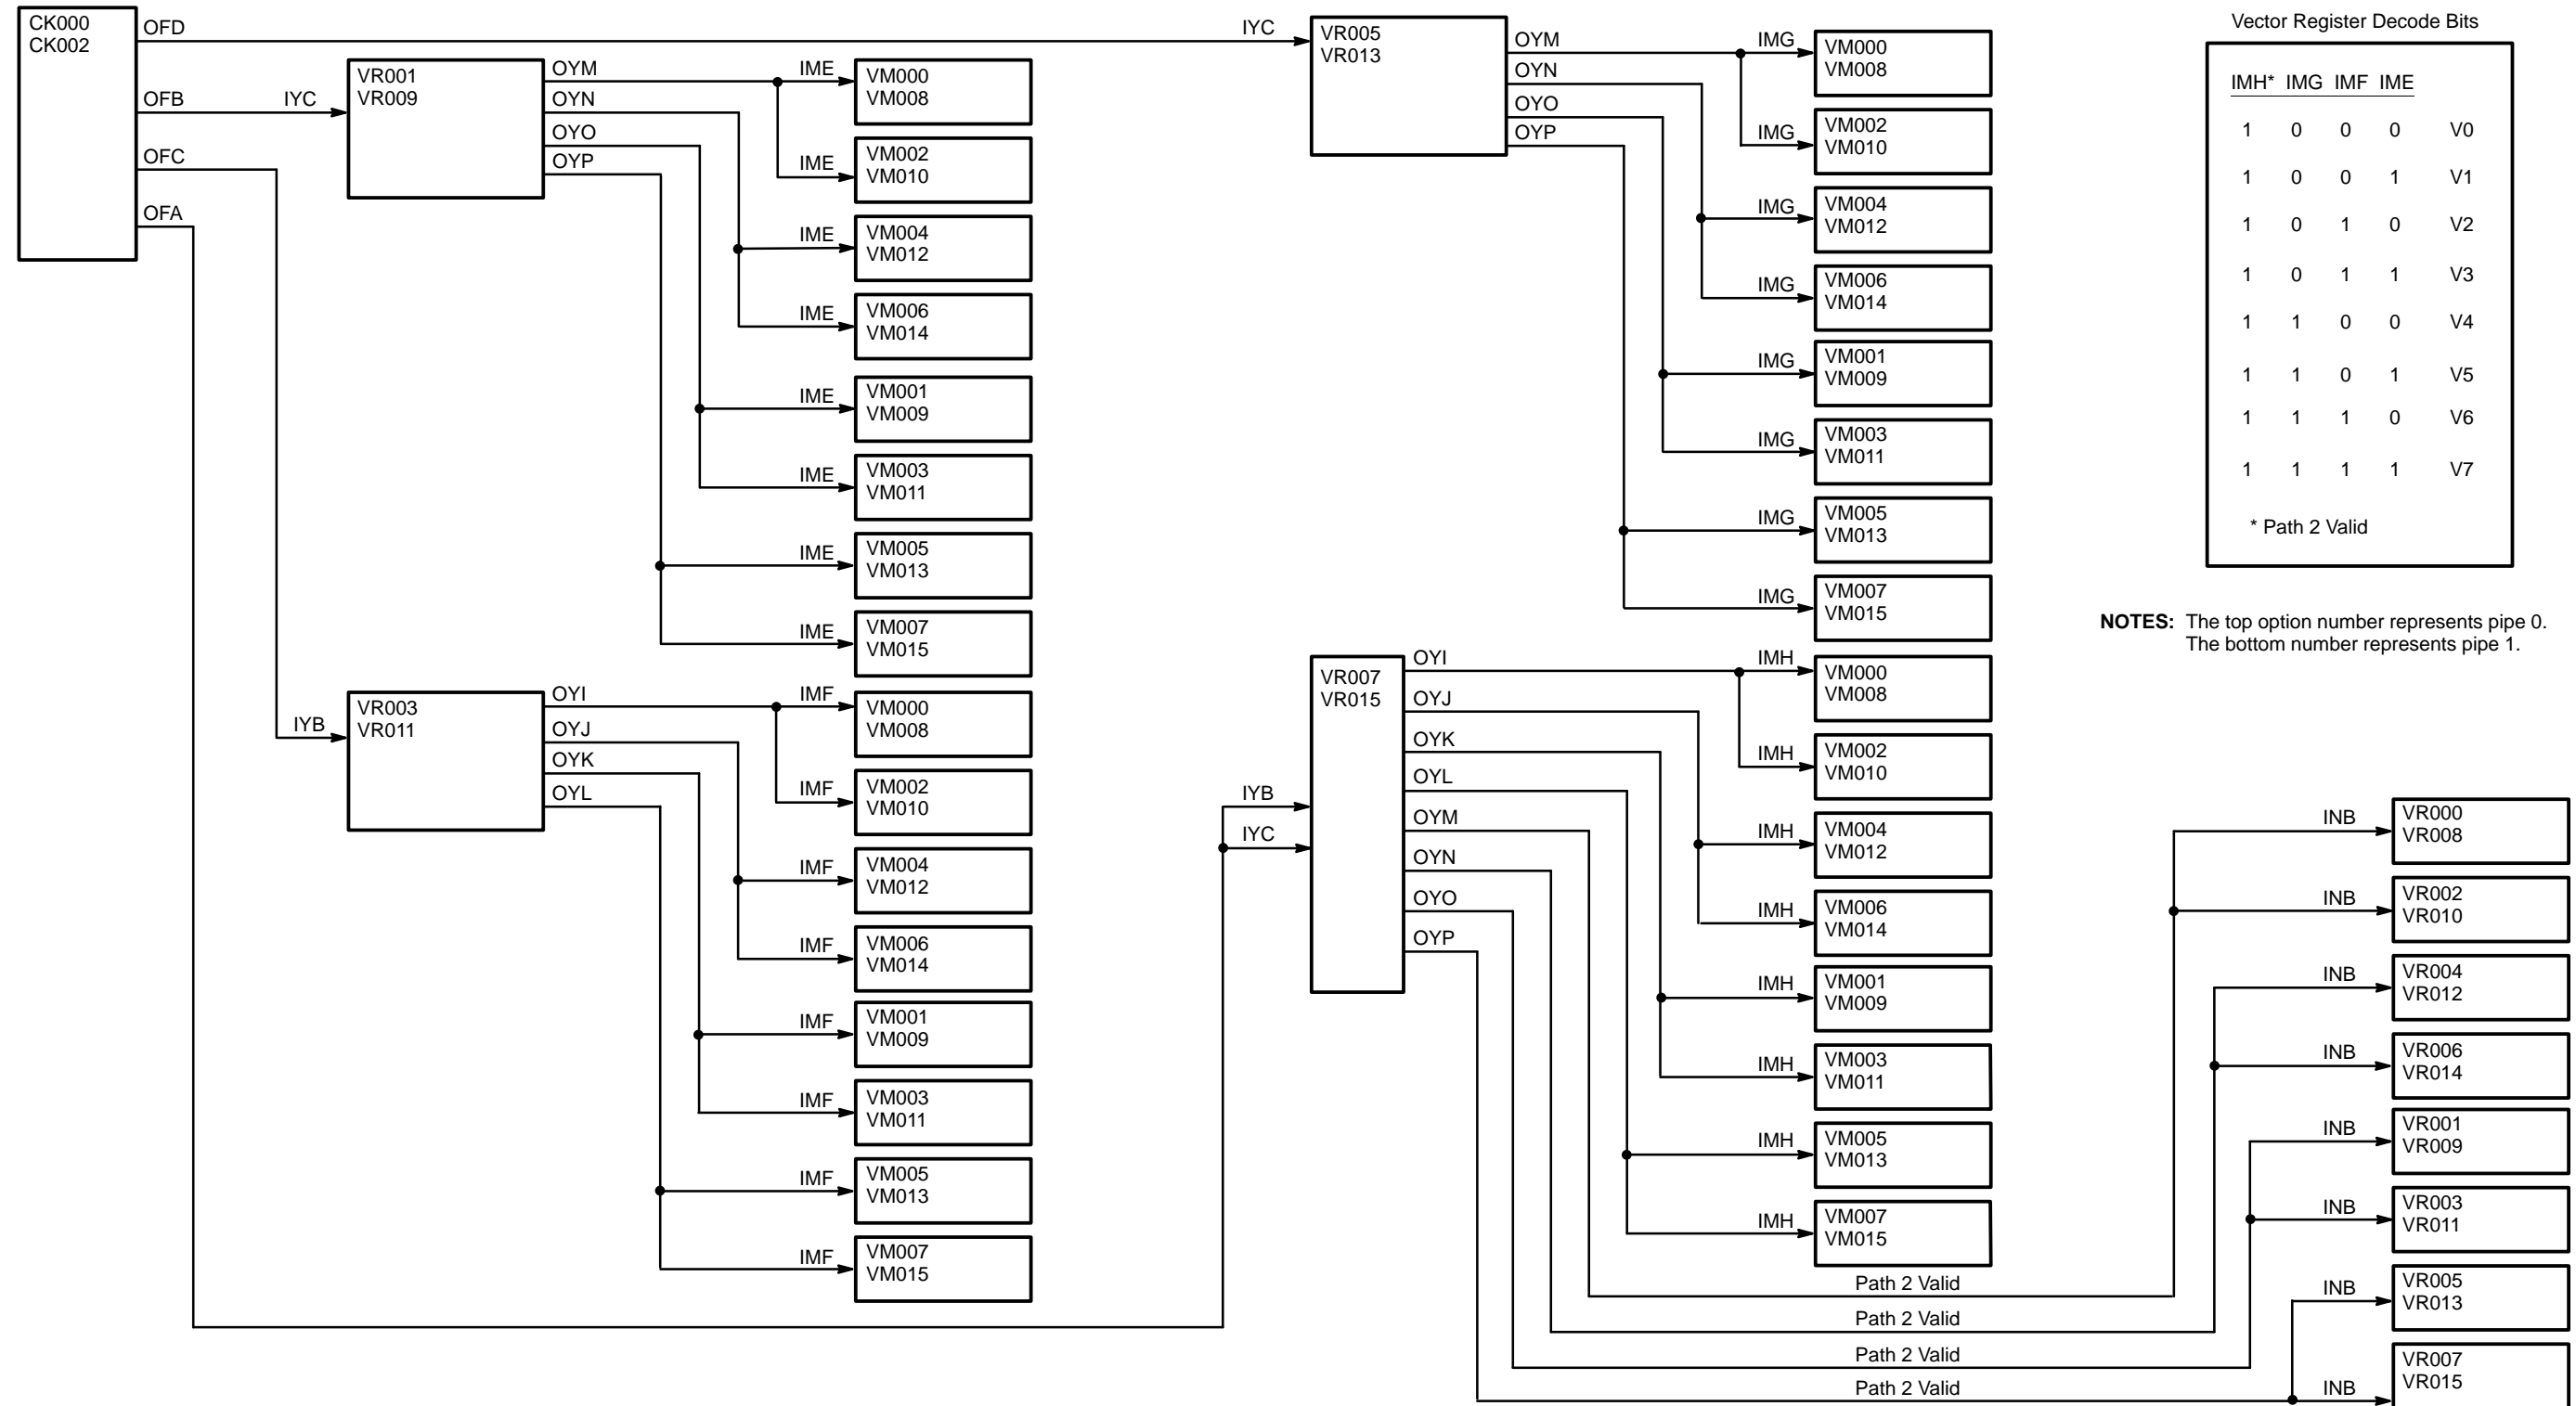 CK000
CK002
OFD
OFB
OFC
OFA
IYC
VR001
VR009
OYM
OYN
OYO
OYP
IME
VM000
VM008
IME
VM002
VM010
IME
VM004
VM012
IME
VM006
VM014
IME
VM001
VM009
IME
VM003
VM011
IME
VM005
VM013
IME
VM007
VM015
IYB
VR003
VR011
OYI
OYJ
OYK
OYL
IMF
VM000
VM008
IMF
VM002
VM010
IMF
VM004
VM012
IMF
VM006
VM014
IMF
VM001
VM009
IMF
VM003
VM011
IMF
VM005
VM013
IMF
VM007
VM015
IYC
VR005
VR013
OYM
OYN
OYO
OYP
IMG
VM000
VM008
IMG
VM002
VM010
IMG
VM004
VM012
IMG
VM006
VM014
IMG
VM001
VM009
IMG
VM003
VM011
IMG
VM005
VM013
IMG
VM007
VM015
IYB
IYC
VR007
VR015
OYI
OYJ
OYK
OYL
OYM
OYN
OYO
OYP
IMH
VM000
VM008
IMH
VM002
VM010
IMH
VM004
VM012
IMH
VM006
VM014
IMH
VM001
VM009
IMH
VM003
VM011
IMH
VM005
VM013
IMH
VM007
VM015
Path 2 Valid
Path 2 Valid
Path 2 Valid
Path 2 Valid
Vector Register Decode Bits
IMH* IMG IMF IME
1 0 0 0 V0
1 0 0 1 V1
1 0 1 0 V2
1 0 1 1 V3
1 1 0 0 V4
1 1 0 1 V5
1 1 1 0 V6
1 1 1 1 V7
* Path 2 Valid
NOTES: The top option number represents pipe 0.
The bottom number represents pipe 1.
INB
VR000
VR008
INB
VR002
VR010
INB
VR004
VR012
INB
VR006
VR014
INB
VR001
VR009
INB
VR003
VR011
INB
VR005
VR013
INB
VR007
VR015